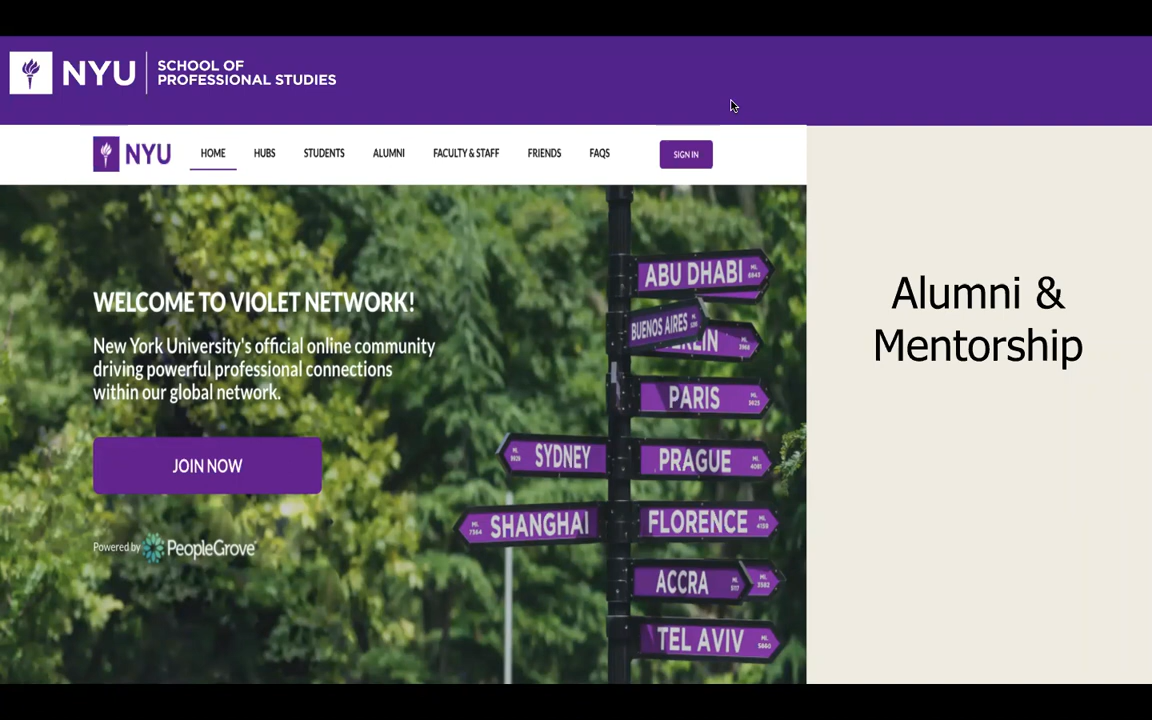 NYU
SCHOOL OF
PROFESSIONAL STUDIES
NYU
HOME
HUBS
STUDENTS
ALUMNI
FACULTY & STAFF
FRIENDS
FAQS
SIGN IN
WELCOME TO VIOLET NETWORK!
New York University's official online community
driving powerful professional connections
within our global network.
JOIN NOW
Powered by PeopleGrove
ABU DHABI
BUENOS AIRES
PARIS
SYDNEY
PRAGUE
SHANGHAI
FLORENCE
ACCRA
TEL AVIV
Alumni &
Mentorship